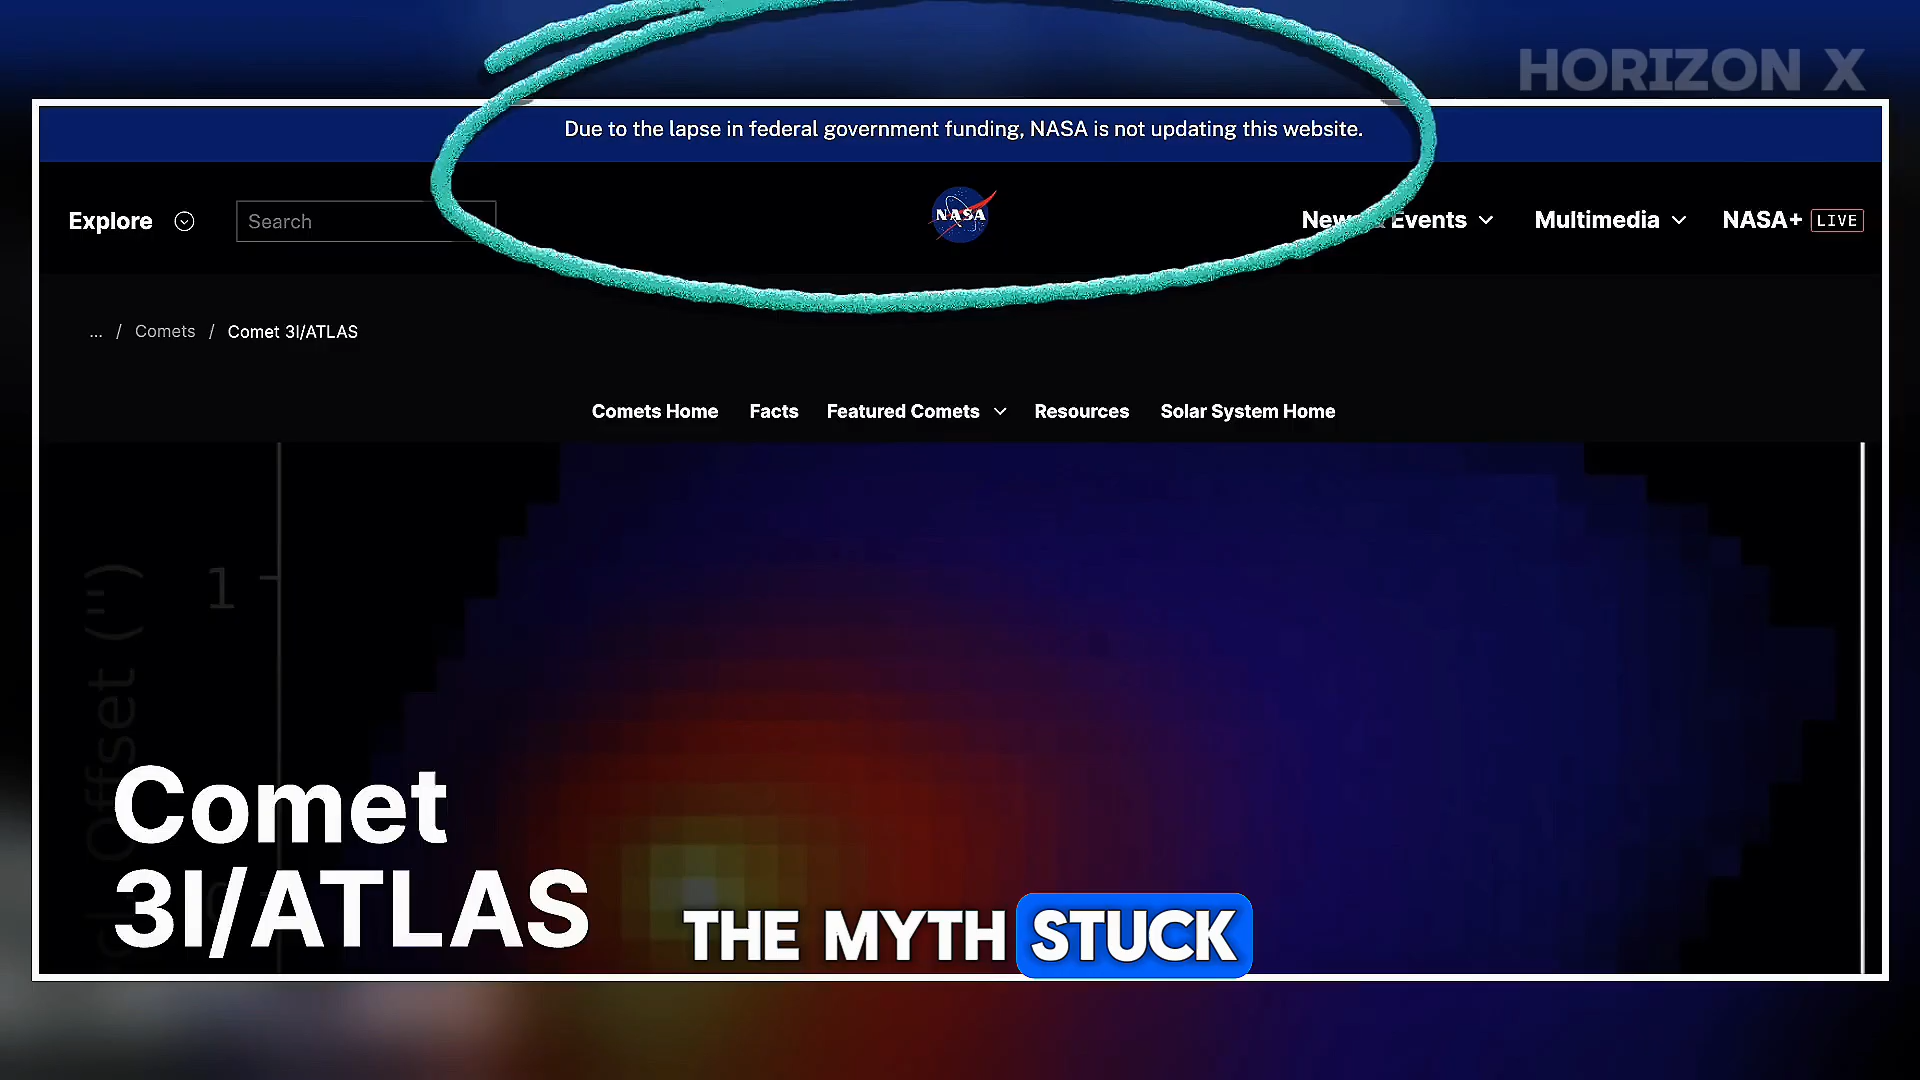 HORIZON X
Due to the lapse in federal government funding, NASA is not updating this website.
Explore
Search
NASA
News & Events
Multimedia
NASA+ LIVE
... / Comets / Comet 3I/ATLAS
Comets Home
Facts
Featured Comets
Resources
Solar System Home
1
Offset (")
Comet
3I/ATLAS
THE MYTH STUCK